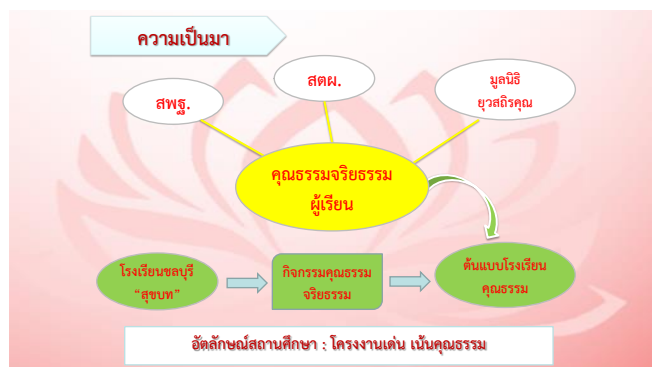 ความเป็นมา
สพฐ.
สตผ.
มูลนิธิ
ยุวสถิรคุณ
คุณธรรมจริยธรรม
ผู้เรียน
โรงเรียนชลบุรี
“สุขบท”
กิจกรรมคุณธรรม
จริยธรรม
ต้นแบบโรงเรียน
คุณธรรม
อัตลักษณ์สถานศึกษา : โครงงานเด่น เน้นคุณธรรม